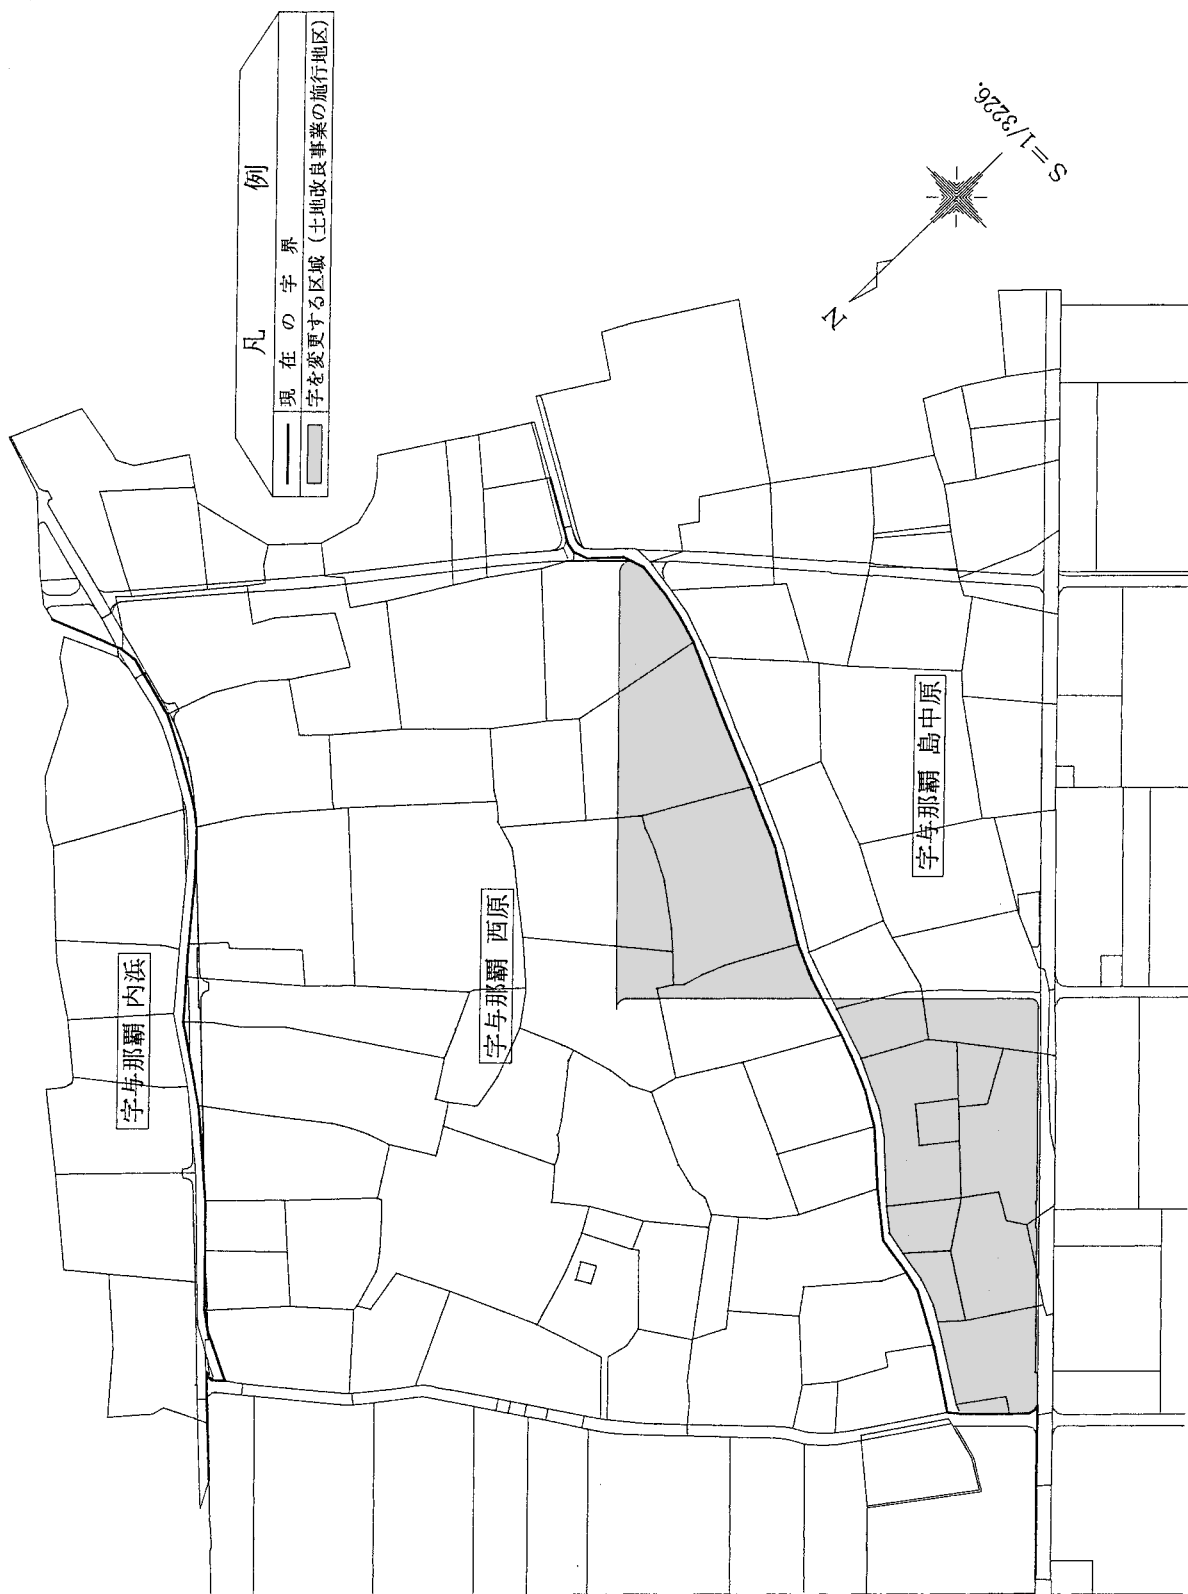 凡 例
現在の字界
字を変更する区域（土地改良事業の施行地区）
S=1/3226.
N
字与那覇 内浜
字与那覇 西原
字与那覇 島中原